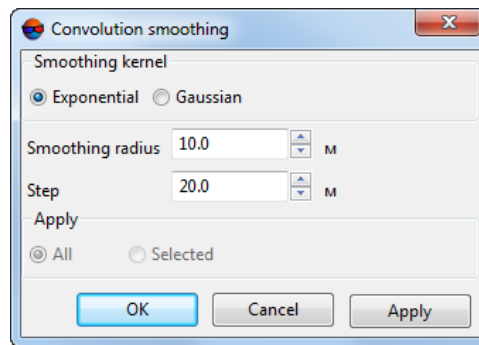 Convolution smoothing
Smoothing kernel
Exponential Gaussian
Smoothing radius 10.0 м
Step 20.0 м
Apply
All Selected
OK Cancel Apply